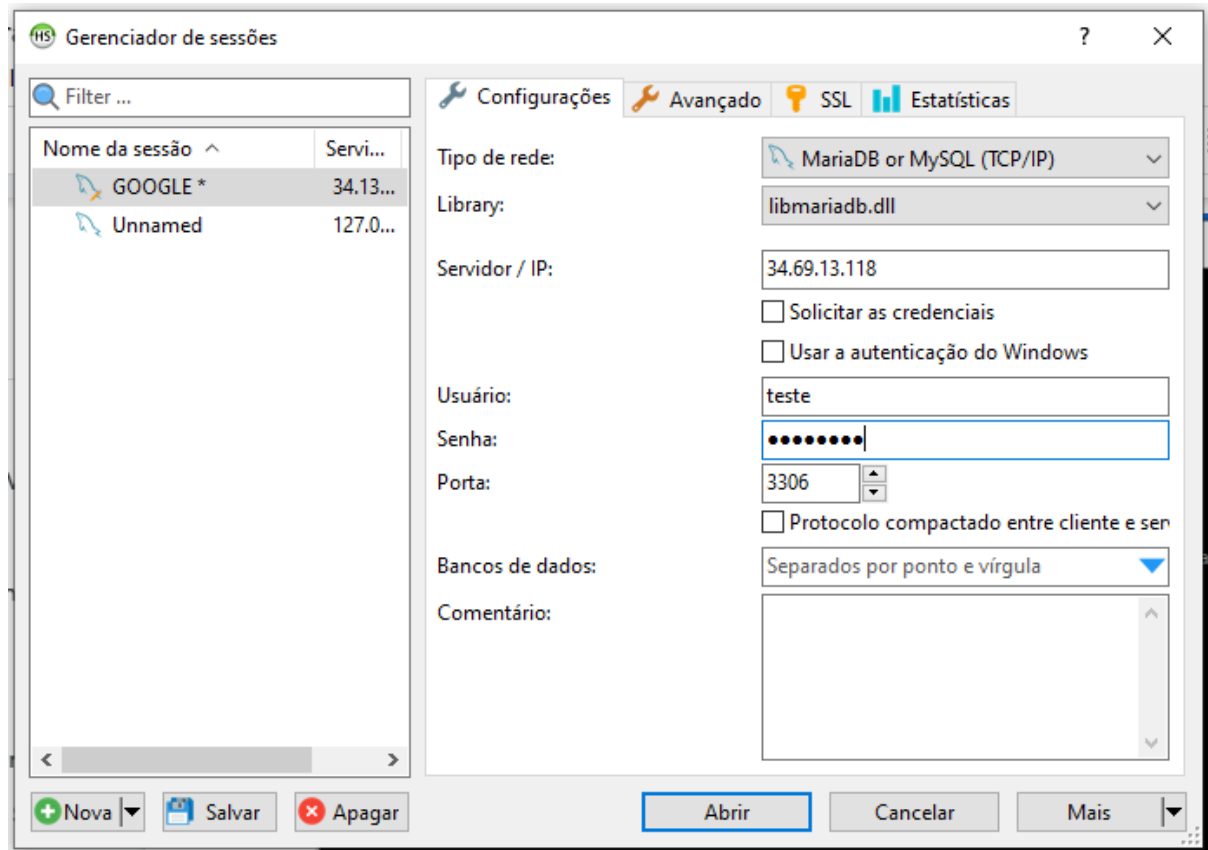 HS Gerenciador de sessões ? ×
Filter ...
Configurações Avançado SSL Estatísticas
Nome da sessão Servi...
GOOGLE * 34.13...
Unnamed 127.0...
Tipo de rede: MariaDB or MySQL (TCP/IP)
Library: libmariadb.dll
Servidor / IP: 34.69.13.118
Solicitar as credenciais
Usar a autenticação do Windows
Usuário: teste
Senha: ●●●●●●●●
Porta: 3306
Protocolo compactado entre cliente e ser
Bancos de dados: Separados por ponto e vírgula
Comentário:
Nova Salvar Apagar Abrir Cancelar Mais